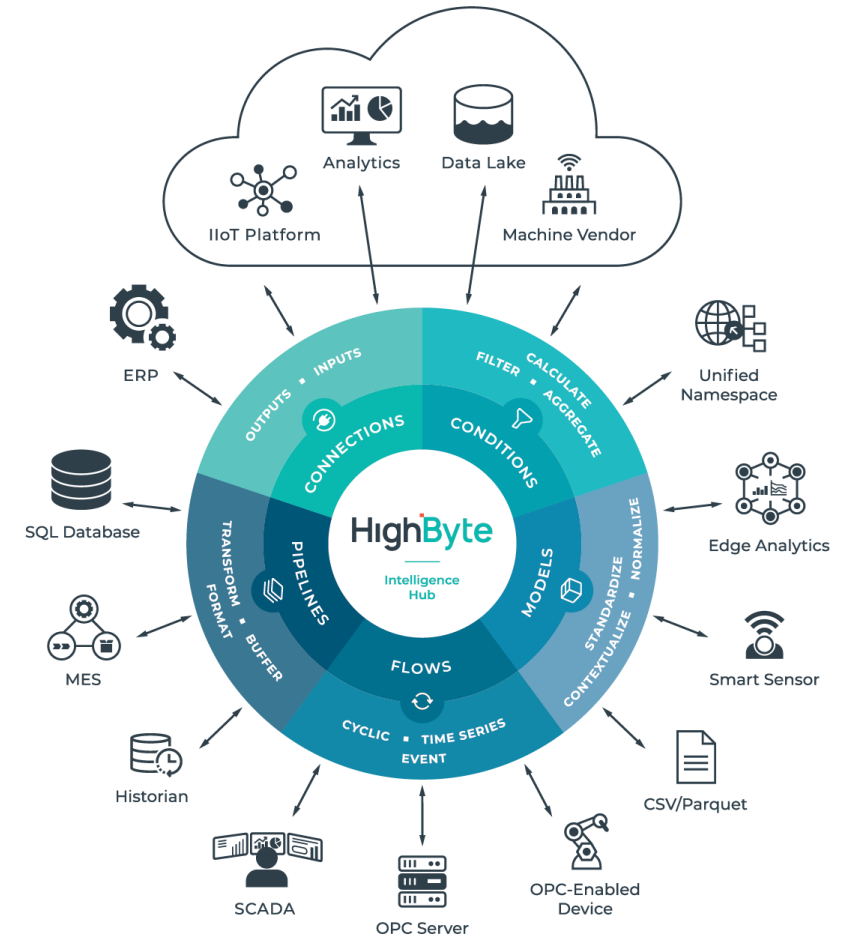 Analytics
Data Lake
IIoT Platform
Machine Vendor
ERP
Unified
Namespace
SQL Database
Edge Analytics
MES
Smart Sensor
Historian
CSV/Parquet
SCADA
OPC Server
OPC-Enabled
Device
OUTPUTS ▪ INPUTS
CONNECTIONS
FILTER ▪ CALCULATE
AGGREGATE
CONDITIONS
STANDARDIZE ▪ NORMALIZE
CONTEXTUALIZE
MODELS
CYCLIC ▪ TIME SERIES
EVENT
FLOWS
TRANSFORM ▪ BUFFER
FORMAT
PIPELINES
HighByte
Intelligence
Hub